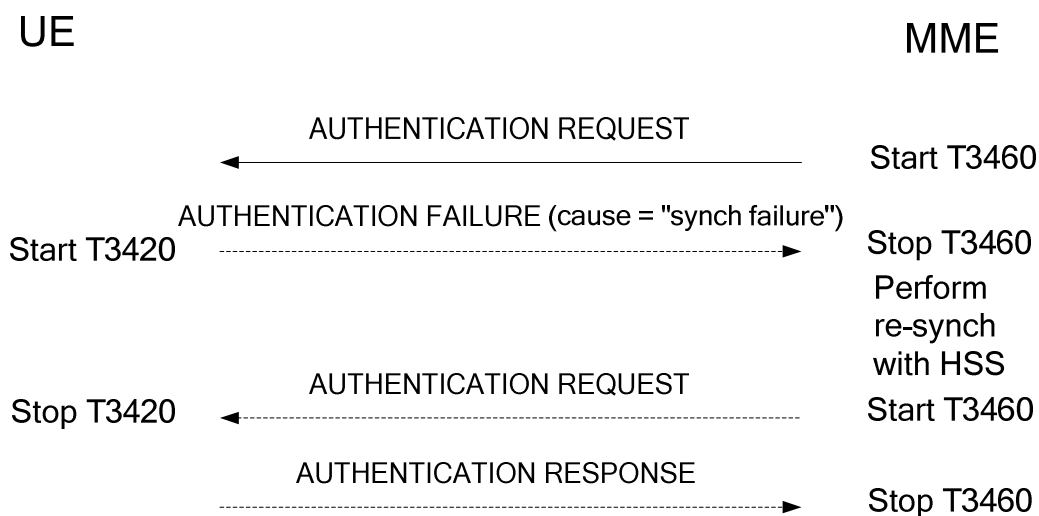 UE
MME
AUTHENTICATION REQUEST
Start T3460
AUTHENTICATION FAILURE (cause = "synch failure")
Start T3420
Stop T3460
Perform
re-synch
with HSS
AUTHENTICATION REQUEST
Stop T3420
Start T3460
AUTHENTICATION RESPONSE
Stop T3460